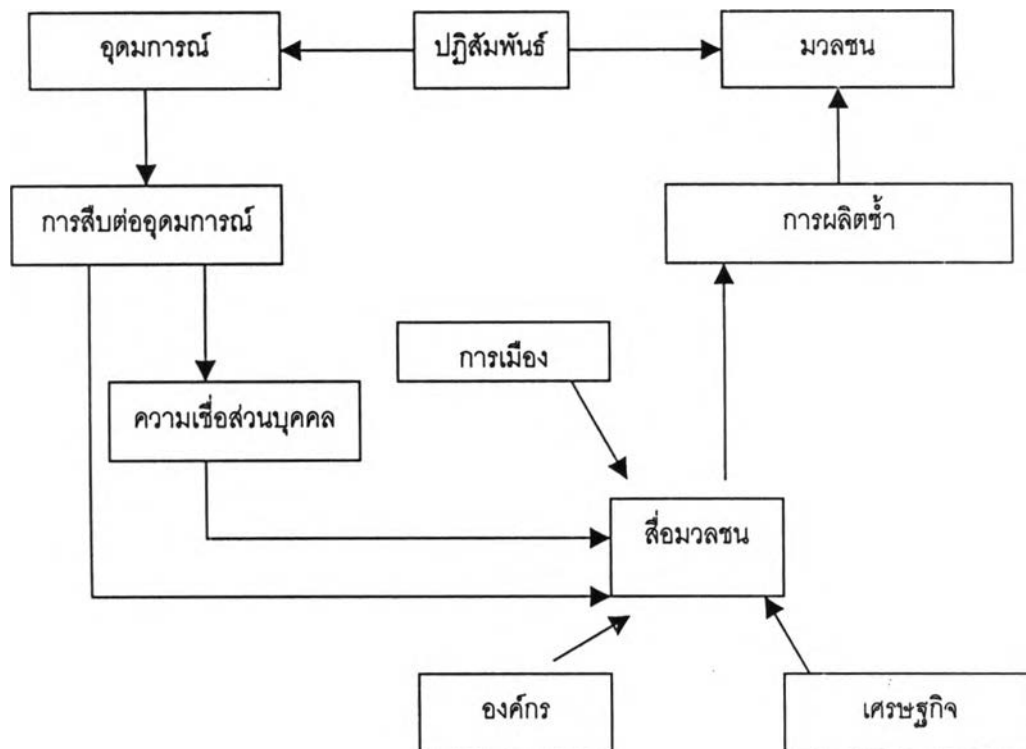 อุดมการณ์
ปฏิสัมพันธ์
มวลชน
การสืบต่ออุดมการณ์
การผลิตซ้ำ
การเมือง
ความเชื่อส่วนบุคคล
สื่อมวลชน
องค์กร
เศรษฐกิจ